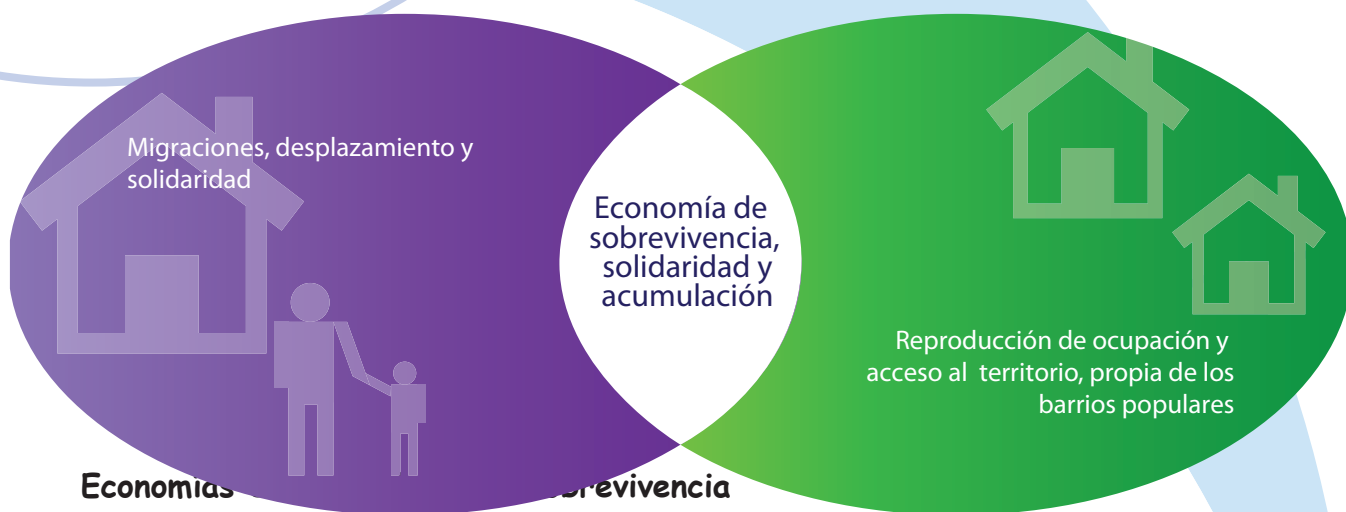 Migraciones, desplazamiento y
solidaridad
Economía de
sobrevivencia,
solidaridad y
acumulación
Reproducción de ocupación y
acceso al territorio, propia de los
barrios populares
Economías